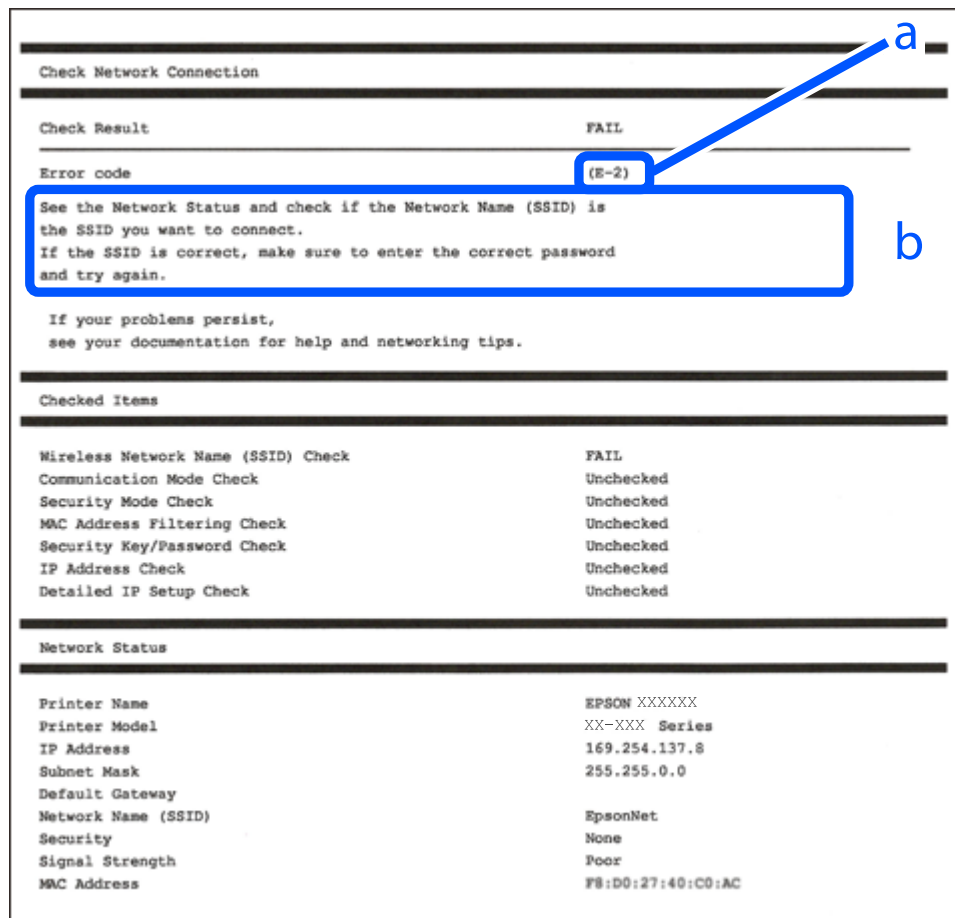 a
Check Network Connection
Check Result FAIL
Error code (E-2)
See the Network Status and check if the Network Name (SSID) is
the SSID you want to connect.
If the SSID is correct, make sure to enter the correct password
and try again.
b
If your problems persist,
see your documentation for help and networking tips.
Checked Items
Wireless Network Name (SSID) Check FAIL
Communication Mode Check Unchecked
Security Mode Check Unchecked
MAC Address Filtering Check Unchecked
Security Key/Password Check Unchecked
IP Address Check Unchecked
Detailed IP Setup Check Unchecked
Network Status
Printer Name EPSON XXXXXX
Printer Model XX-XXX Series
IP Address 169.254.137.8
Subnet Mask 255.255.0.0
Default Gateway
Network Name (SSID) EpsonNet
Security None
Signal Strength Poor
MAC Address F8:D0:27:40:C0:AC